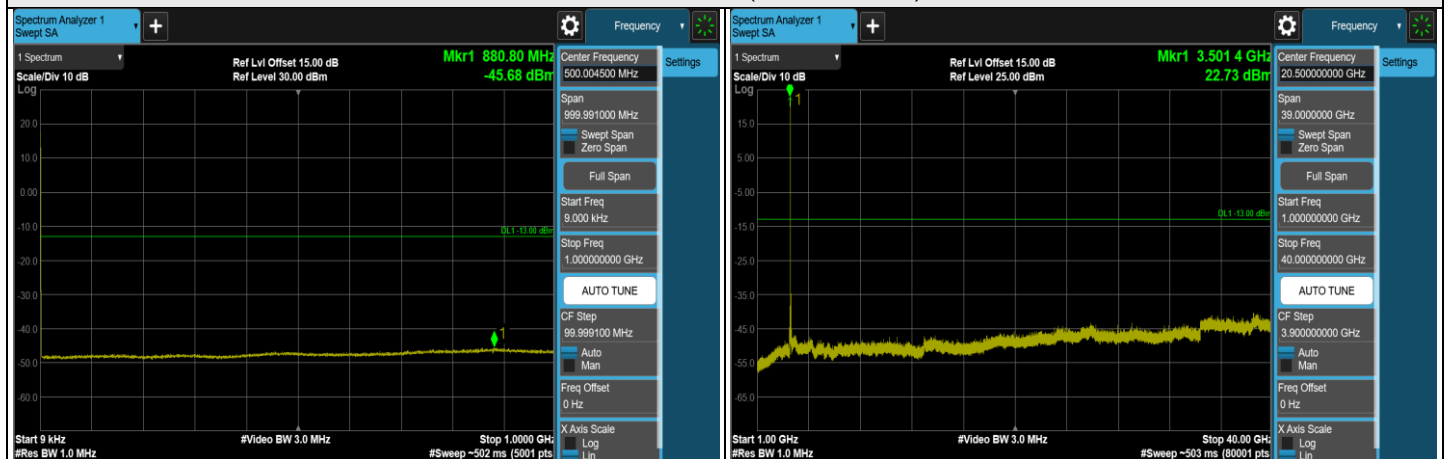 Spectrum Analyzer 1
Swept SA
+
Frequency
1 Spectrum
Scale/Div 10 dB
Log
Ref Lvl Offset 15.00 dB
Ref Level 30.00 dBm
Mkr1 880.80 MHz
-45.68 dBm
1
20.0
10.0
0.00
-10.0
-20.0
-30.0
-40.0
-50.0
-60.0
DL1 -13.00 dBm
Start 9 kHz
#Res BW 1.0 MHz
#Video BW 3.0 MHz
Stop 1.0000 GHz
#Sweep ~502 ms (5001 pts
Center Frequency
500.004500 MHz
Settings
Span
999.991000 MHz
Swept Span
Zero Span
Full Span
Start Freq
9.000 kHz
Stop Freq
1.000000000 GHz
AUTO TUNE
CF Step
99.999100 MHz
Auto
Man
Freq Offset
0 Hz
X Axis Scale
Log
Lin
Spectrum Analyzer 1
Swept SA
+
Frequency
1 Spectrum
Scale/Div 10 dB
Log
Ref Lvl Offset 15.00 dB
Ref Level 25.00 dBm
Mkr1 3.501 4 GHz
22.73 dBm
1
15.0
5.00
-5.00
-15.0
-25.0
-35.0
-45.0
-55.0
-65.0
DL1 -13.00 dBm
Start 1.00 GHz
#Res BW 1.0 MHz
#Video BW 3.0 MHz
Stop 40.00 GHz
#Sweep ~503 ms (80001 pts
Center Frequency
20.500000000 GHz
Settings
Span
39.0000000 GHz
Swept Span
Zero Span
Full Span
Start Freq
1.000000000 GHz
Stop Freq
40.000000000 GHz
AUTO TUNE
CF Step
3.900000000 GHz
Auto
Man
Freq Offset
0 Hz
X Axis Scale
Log
Lin